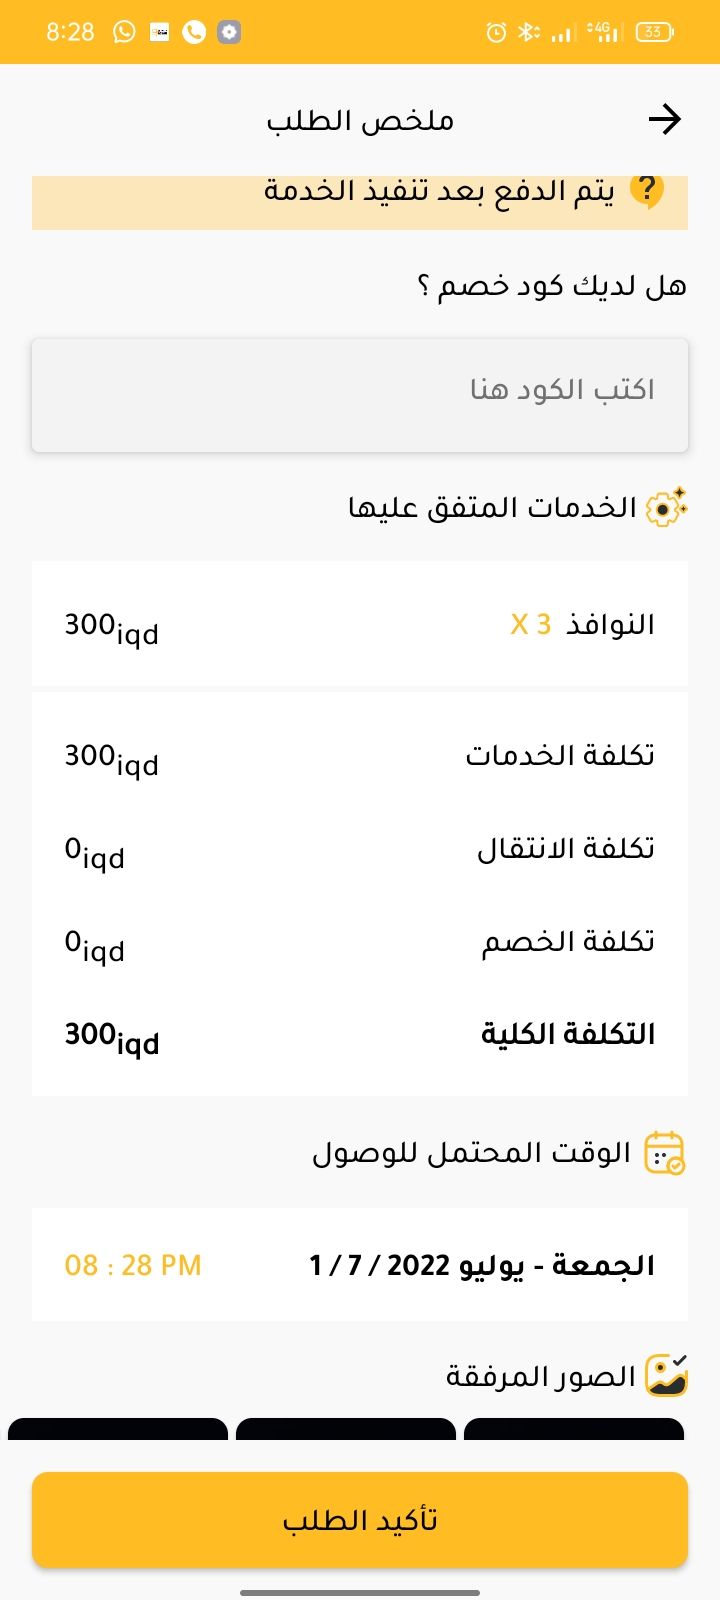 8:28 4G 33
ملخص الطلب
يتم الدفع بعد تنفيذ الخدمة
هل لديك كود خصم ؟
اكتب الكود هنا
الخدمات المتفق عليها
النوافذ X 3 300iqd
تكلفة الخدمات 300iqd
تكلفة الانتقال 0iqd
تكلفة الخصم 0iqd
التكلفة الكلية 300iqd
الوقت المحتمل للوصول
الجمعة - يوليو 2022 / 7 / 1 08 : 28 PM
الصور المرفقة
تأكيد الطلب